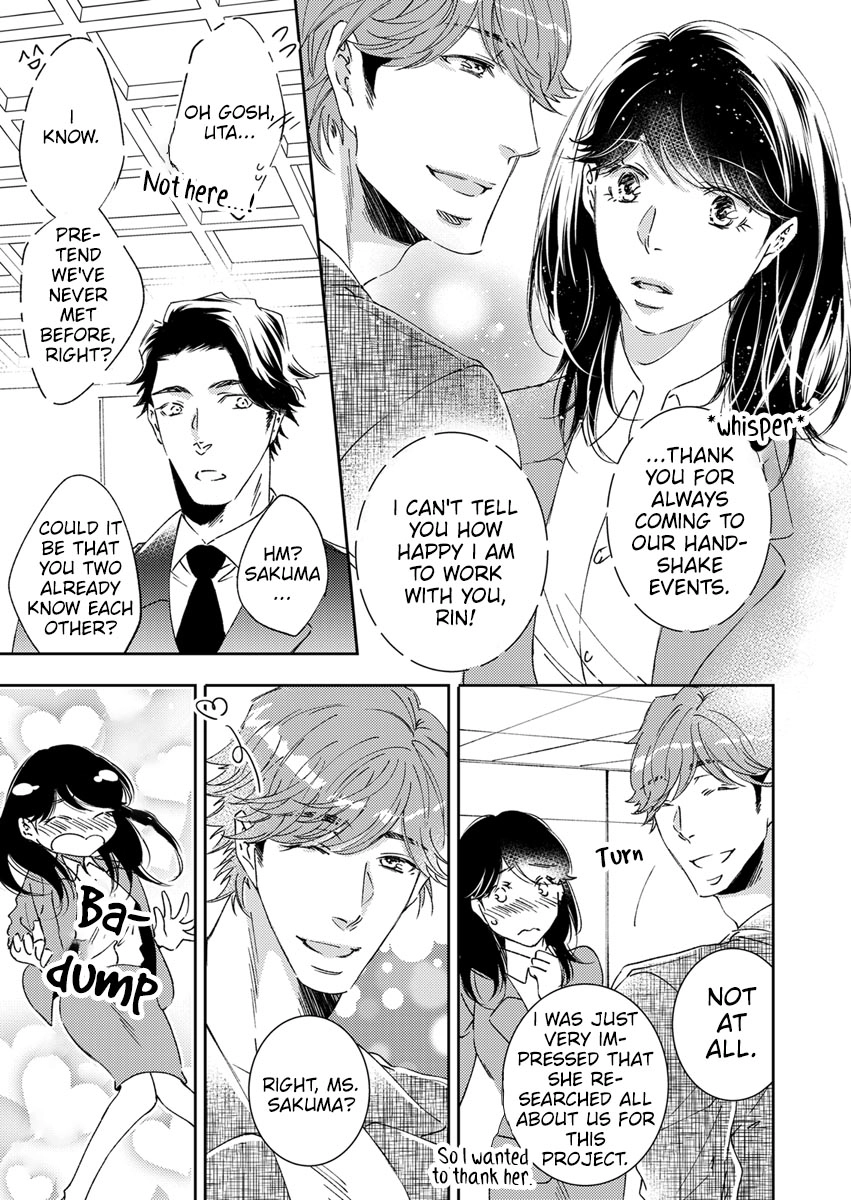 *whisper*
...THANK
YOU FOR
ALWAYS
COMING TO
OUR HAND-
SHAKE
EVENTS.
I CAN'T TELL
YOU HOW
HAPPY I AM
TO WORK
WITH YOU,
RIN!
OH GOSH,
UTA...
Not here...!
I
KNOW.
PRE-
TEND
WE'VE
NEVER
MET
BEFORE,
RIGHT?
HM?
SAKUMA
...
COULD IT
BE THAT
YOU TWO
ALREADY
KNOW EACH
OTHER?
Turn
NOT
AT
ALL.
I WAS JUST
VERY IM-
PRESSED THAT
SHE RE-
SEARCHED ALL
ABOUT US FOR
THIS
PROJECT.
So I wanted
to thank her.
RIGHT, MS.
SAKUMA?
Ba-
dump